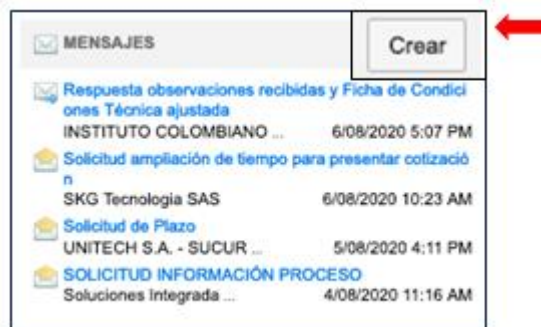 MENSAJES Crear
Respuesta observaciones recibidas y Ficha de Condici
ones Técnica ajustada
INSTITUTO COLOMBIANO ... 6/08/2020 5:07 PM
Solicitud ampliación de tiempo para presentar cotizació
n
SKG Tecnologia SAS 6/08/2020 10:23 AM
Solicitud de Plazo
UNITECH S.A. - SUCUR ... 5/08/2020 4:11 PM
SOLICITUD INFORMACIÓN PROCESO
Soluciones Integrada ... 4/08/2020 11:16 AM